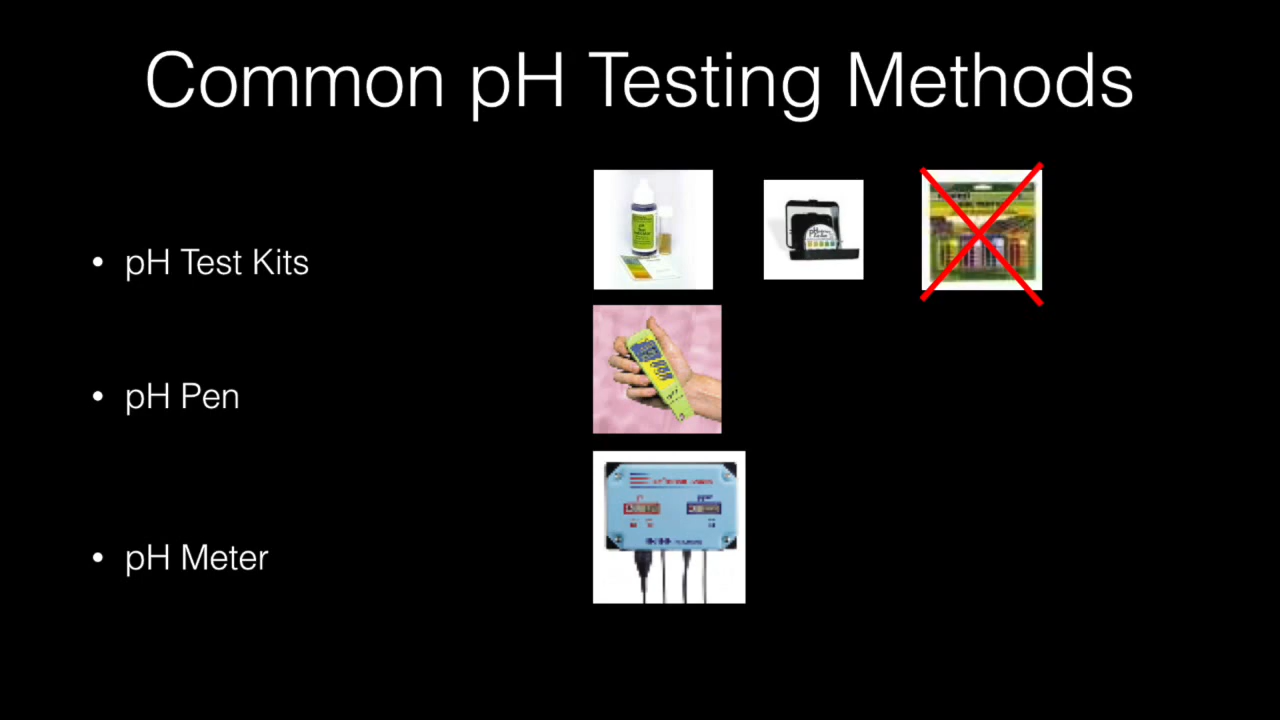 Common pH Testing Methods
• pH Test Kits
• pH Pen
• pH Meter